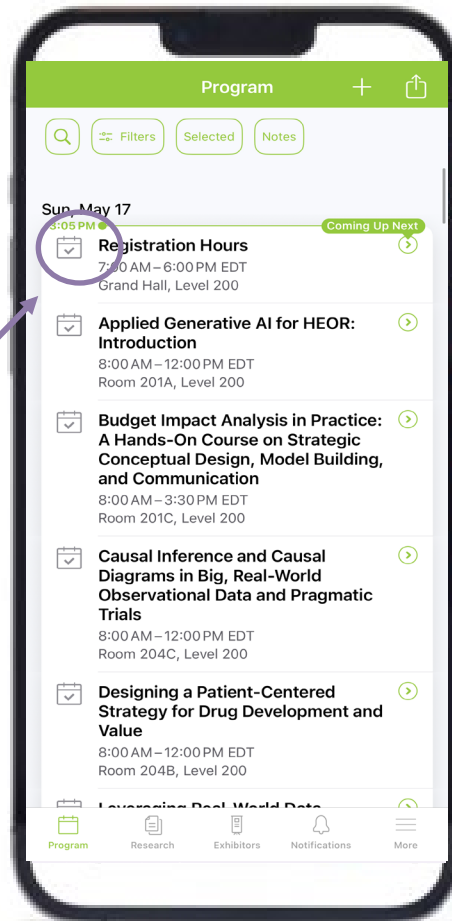 Program
Filters
Selected
Notes
Sun, May 17
3:05 PM
Coming Up Next
Registration Hours
7:00 AM – 6:00 PM EDT
Grand Hall, Level 200
Applied Generative AI for HEOR:
Introduction
8:00 AM – 12:00 PM EDT
Room 201A, Level 200
Budget Impact Analysis in Practice:
A Hands-On Course on Strategic
Conceptual Design, Model Building,
and Communication
8:00 AM – 3:30 PM EDT
Room 201C, Level 200
Causal Inference and Causal
Diagrams in Big, Real-World
Observational Data and Pragmatic
Trials
8:00 AM – 12:00 PM EDT
Room 204C, Level 200
Designing a Patient-Centered
Strategy for Drug Development and
Value
8:00 AM – 12:00 PM EDT
Room 204B, Level 200
Leveraging Real-World Data
Program
Research
Exhibitors
Notifications
More